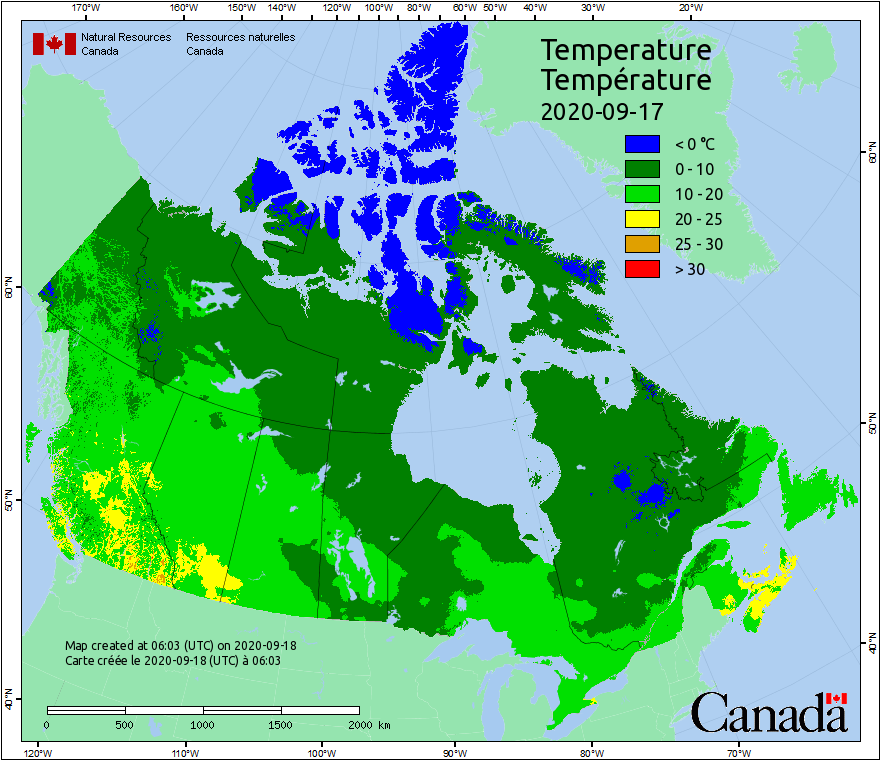 170°W 160°W 150°W 140°W 120°W 100°W 80°W 60°W 50°W 40°W 30°W 20°W
Natural Resources Canada
Ressources naturelles Canada
Temperature
Température
2020-09-17
< 0 °C
0 - 10
10 - 20
20 - 25
25 - 30
> 30
60°N
50°N
40°N
60°N
50°N
40°N
Map created at 06:03 (UTC) on 2020-09-18
Carte créée le 2020-09-18 (UTC) à 06:03
0 500 1000 1500 2000 km
Canada
120°W 110°W 100°W 90°W 80°W 70°W